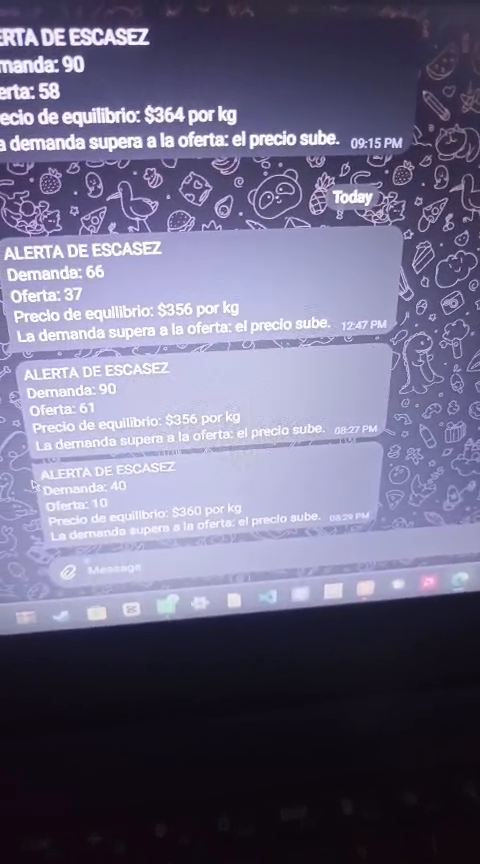 ERTA DE ESCASEZ
manda: 90
erta: 58
ecio de equilibrio: $364 por kg
a demanda supera a la oferta: el precio sube. 09:15 PM
Today
ALERTA DE ESCASEZ
Demanda: 66
Oferta: 37
Precio de equilibrio: $356 por kg
La demanda supera a la oferta: el precio sube. 12:47 PM
ALERTA DE ESCASEZ
Demanda: 90
Oferta: 61
Precio de equilibrio: $356 por kg
La demanda supera a la oferta: el precio sube. 08:27 PM
ALERTA DE ESCASEZ
Demanda: 40
Oferta: 10
Precio de equilibrio: $360 por kg
La demanda supera a la oferta: el precio sube. 08:29 PM
Message